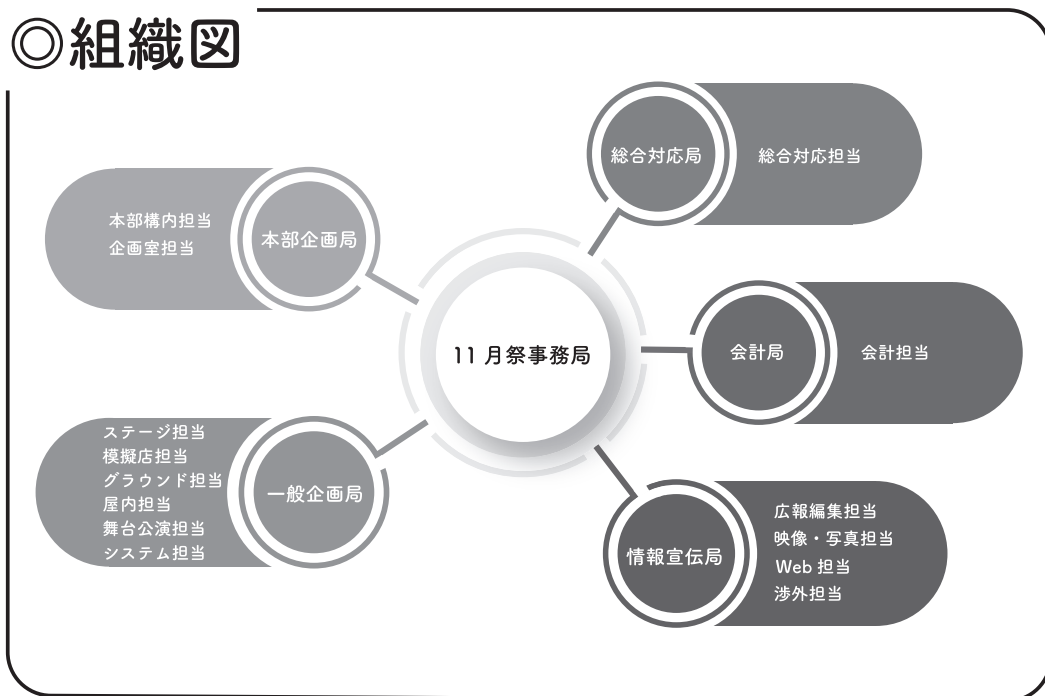 ◎組織図
総合対応局
総合対応担当
本部構内担当
企画室担当
本部企画局
11月祭事務局
会計局
会計担当
ステージ担当
模擬店担当
グラウンド担当
屋内担当
舞台公演担当
システム担当
一般企画局
情報宣伝局
広報編集担当
映像・写真担当
Web 担当
渉外担当